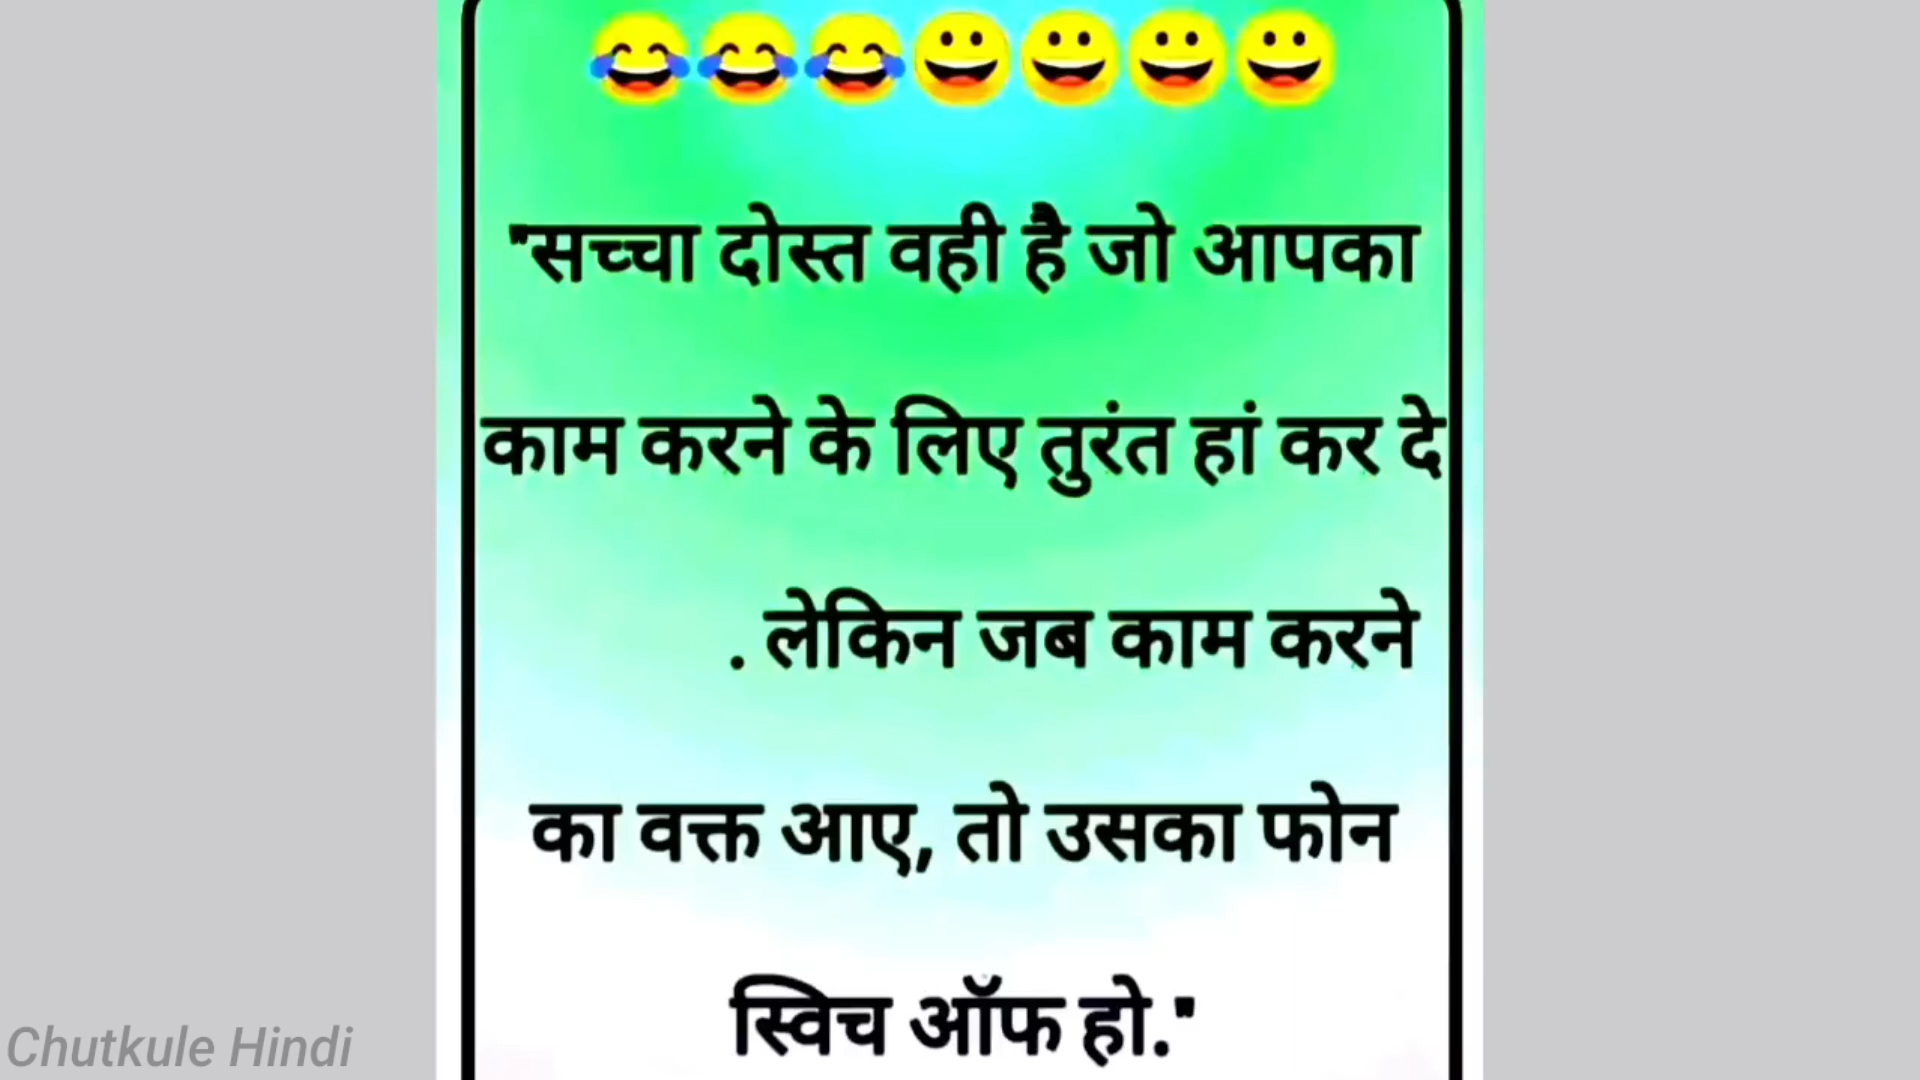 😂😂😂😀😀😀😀
"सच्चा दोस्त वही है जो आपका
काम करने के लिए तुरंत हां कर दे
. लेकिन जब काम करने
का वक्त आए, तो उसका फोन
स्विच ऑफ हो."
Chutkule Hindi